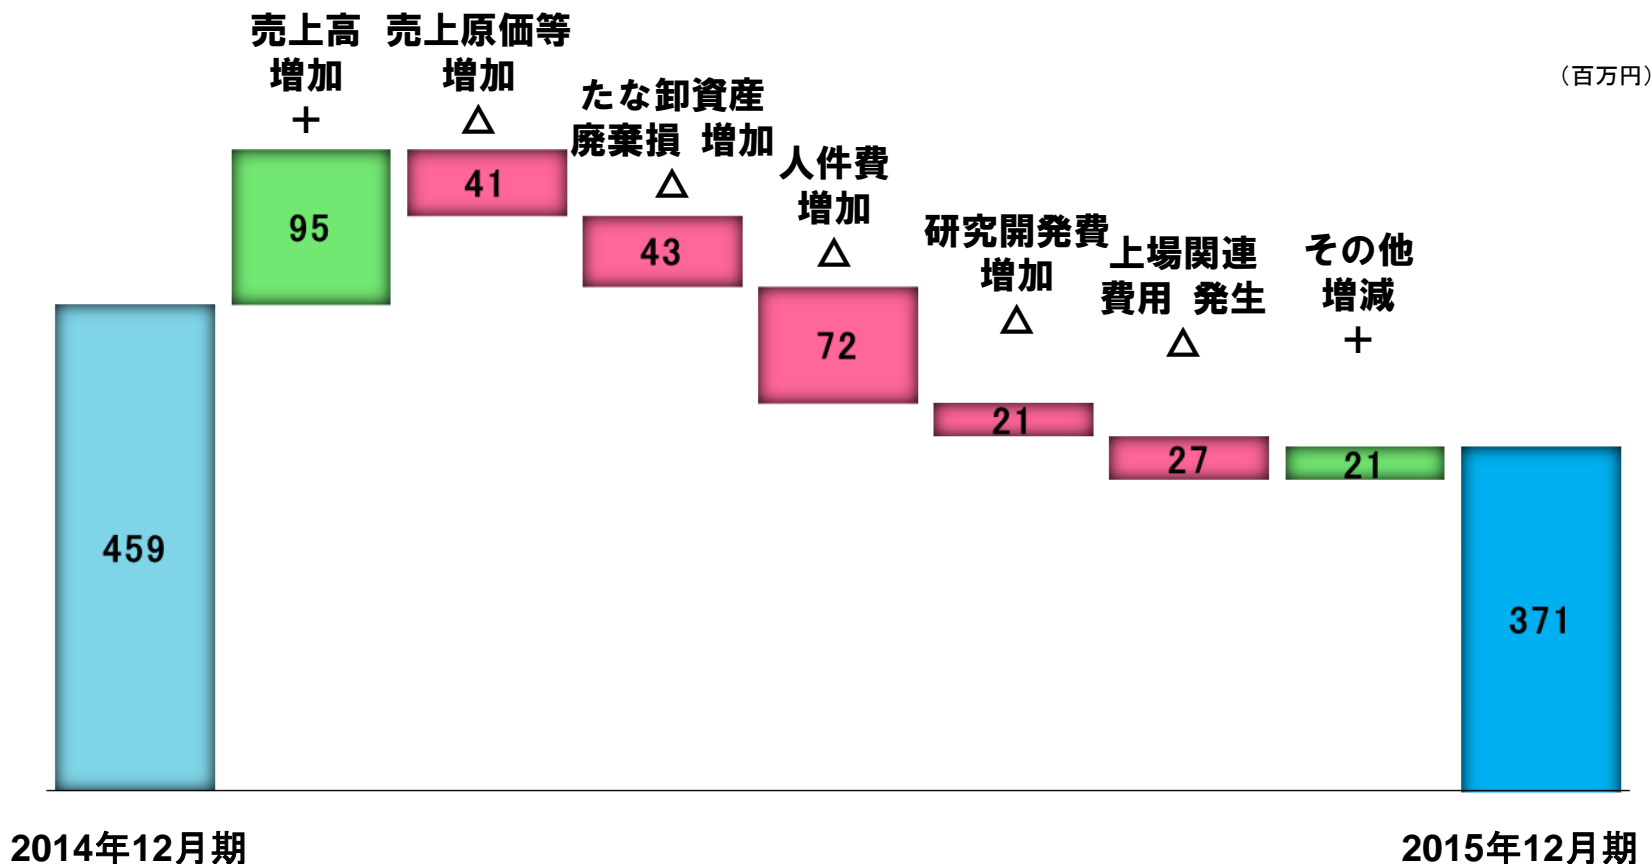 売上高
増加
＋
売上原価等
増加
△
たな卸資産
廃棄損 増加
△
人件費
増加
△
研究開発費
増加
△
上場関連
費用 発生
△
その他
増減
＋
（百万円）
459
95
41
43
72
21
27
21
371
2014年12月期
2015年12月期